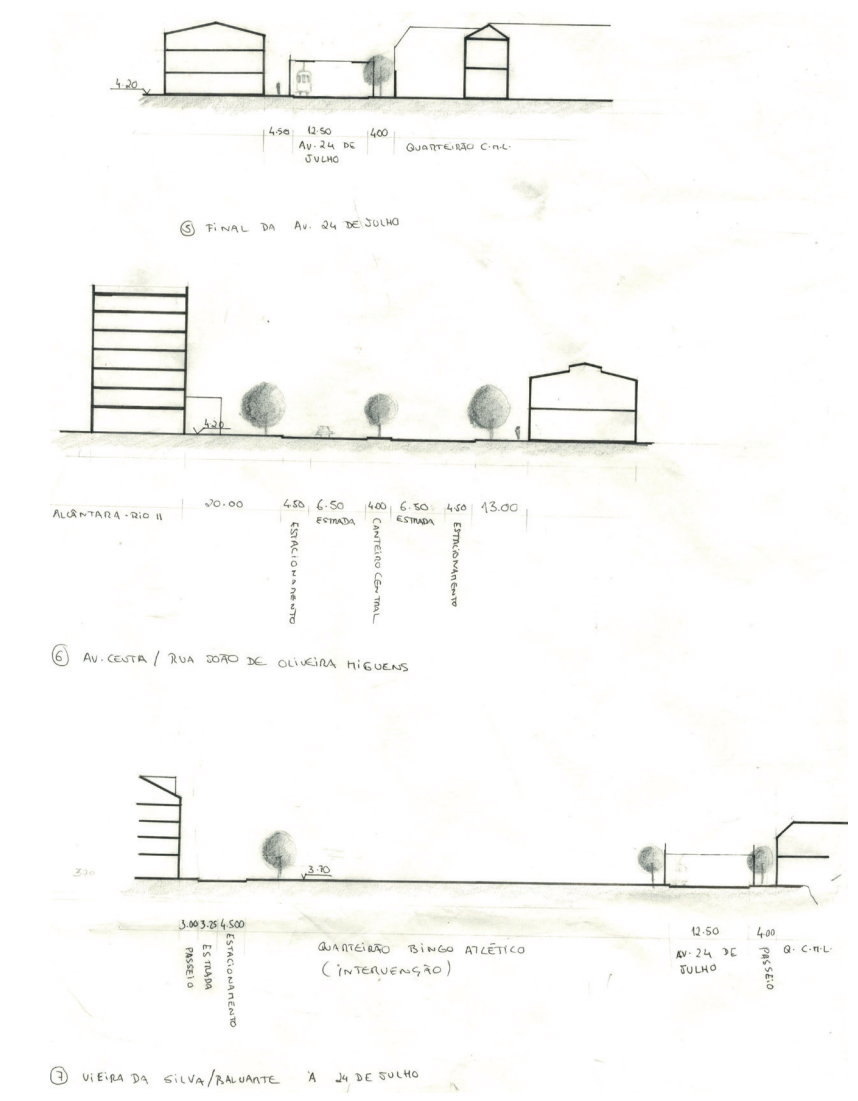 4.20
4.50 12.50 4.00
AV. 24 DE JULHO
QUARTEIRÃO C.M.L.
5 FINAL DA AV. 24 DE JULHO
4.20
ALCÂNTARA-RIO II
20.00 4.50 6.50 4.00 6.50 4.50 13.00
ESTACIONAMENTO
ESTRADA
CANTEIRO CENTRAL
ESTRADA
ESTACIONAMENTO
6 AV. CEUTA / RUA JOÃO DE OLIVEIRA MIGUENS
3.70
3.70
3.00 3.25 4.500
PASSEIO
ESTRADA
ESTACIONAMENTO
QUARTEIRÃO BINGO ATLÉTICO
(INTERVENÇÃO)
12.50 4.00
AV. 24 DE JULHO
PASSEIO
Q. C.M.L.
7 VIEIRA DA SILVA/BALUARTE À 24 DE JULHO